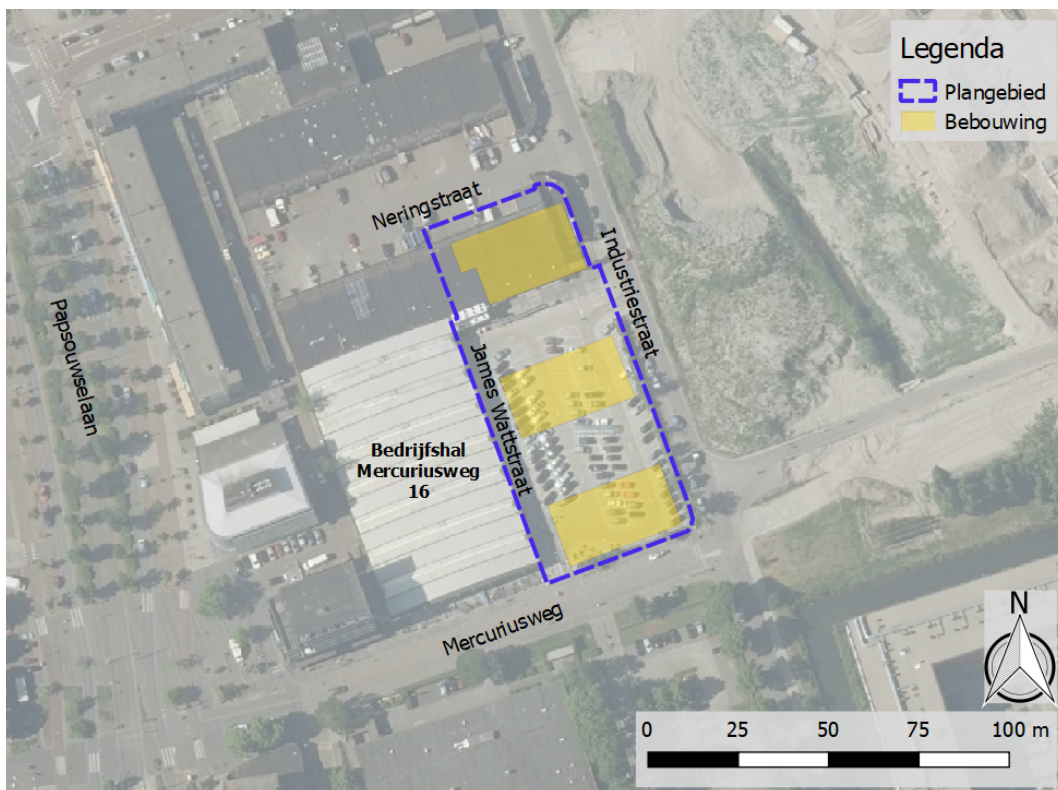 Legenda
Plangebied
Bebouwing
Neringstraat
Industriestraat
Papsouwselaan
James Wattstraat
Bedrijfshal
Mercuriusweg
16
Mercuriusweg
N
0 25 50 75 100 m